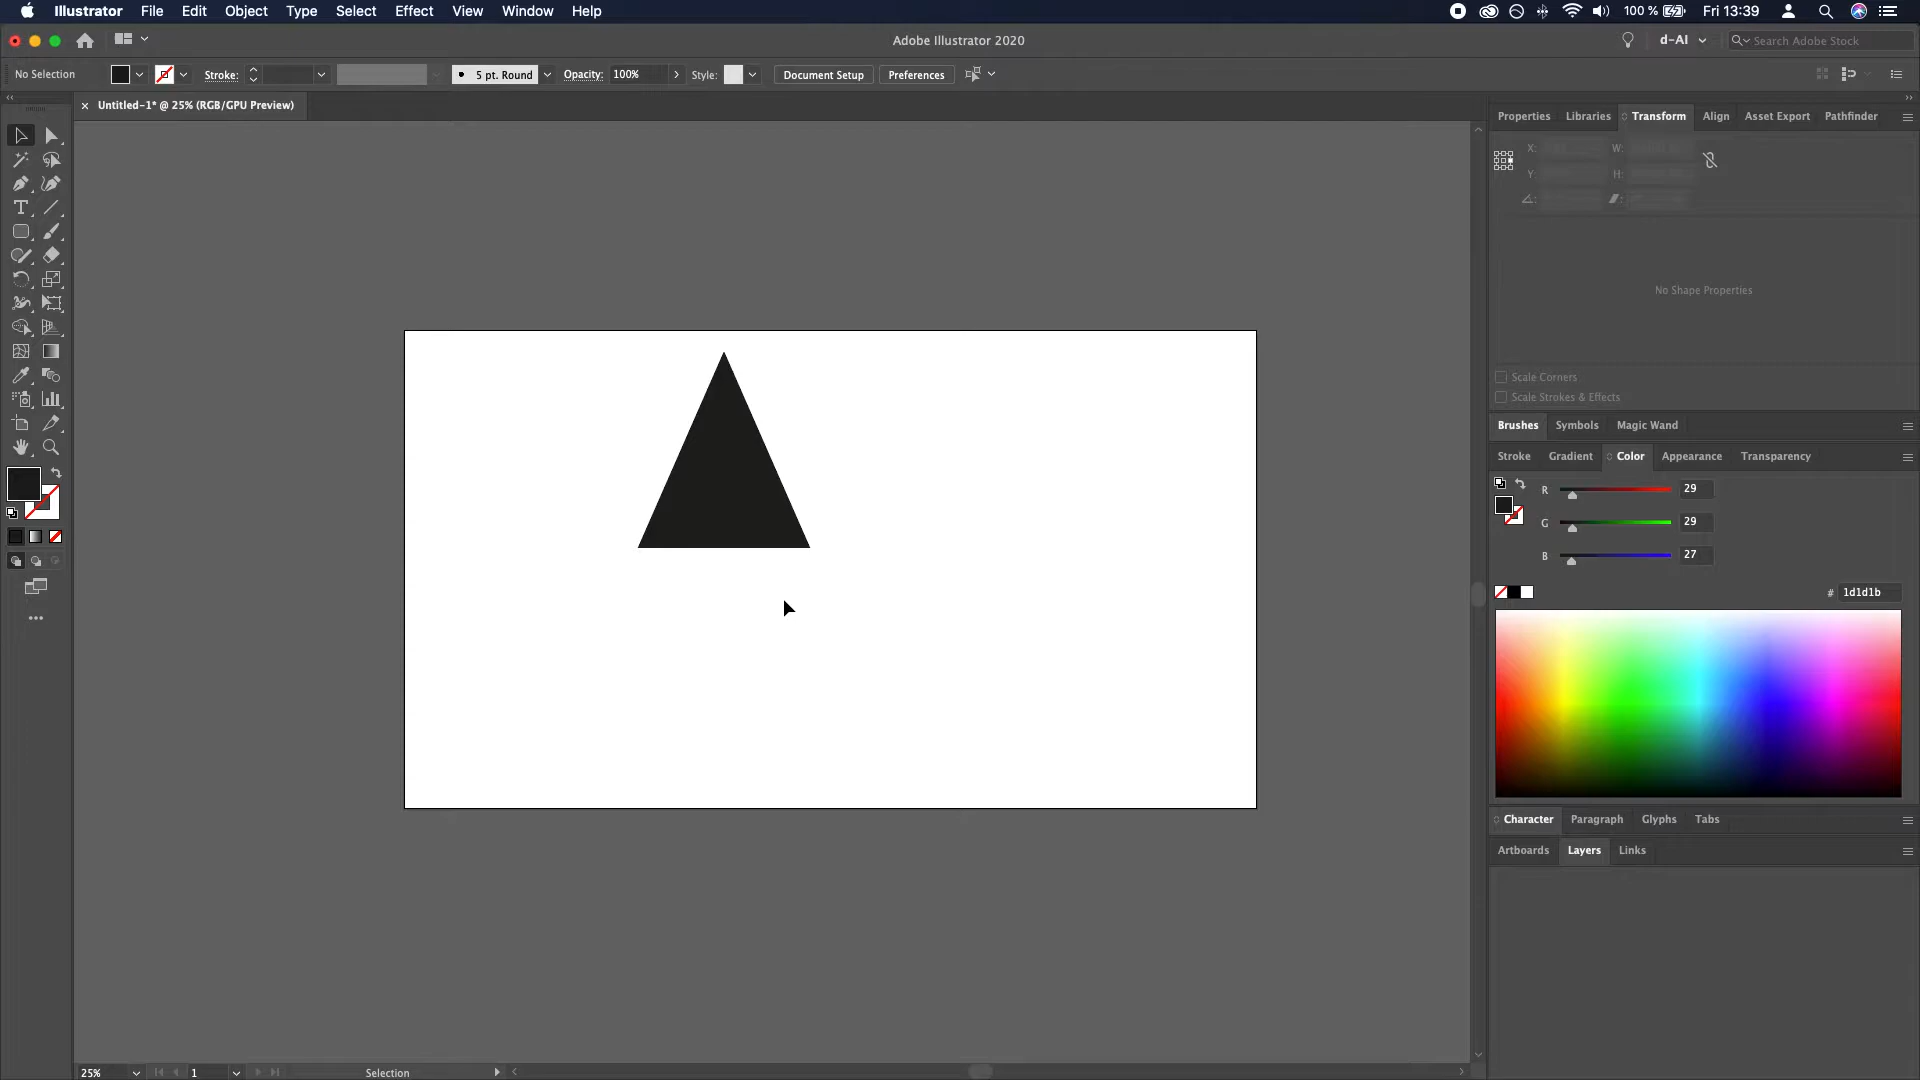 Illustrator File Edit Object Type Select Effect View Window Help 100 % Fri 13:39
Adobe Illustrator 2020 d-AI Search Adobe Stock
No Selection Stroke: 5 pt. Round Opacity: 100% Style: Document Setup Preferences
× Untitled-1* @ 25% (RGB/GPU Preview)
Properties Libraries Transform Align Asset Export Pathfinder
X: W:
Y: H:
No Shape Properties
Scale Corners
Scale Strokes & Effects
Brushes Symbols Magic Wand
Stroke Gradient Color Appearance Transparency
R 29
G 29
B 27
# 1d1d1b
Character Paragraph Glyphs Tabs
Artboards Layers Links
25% 1 Selection